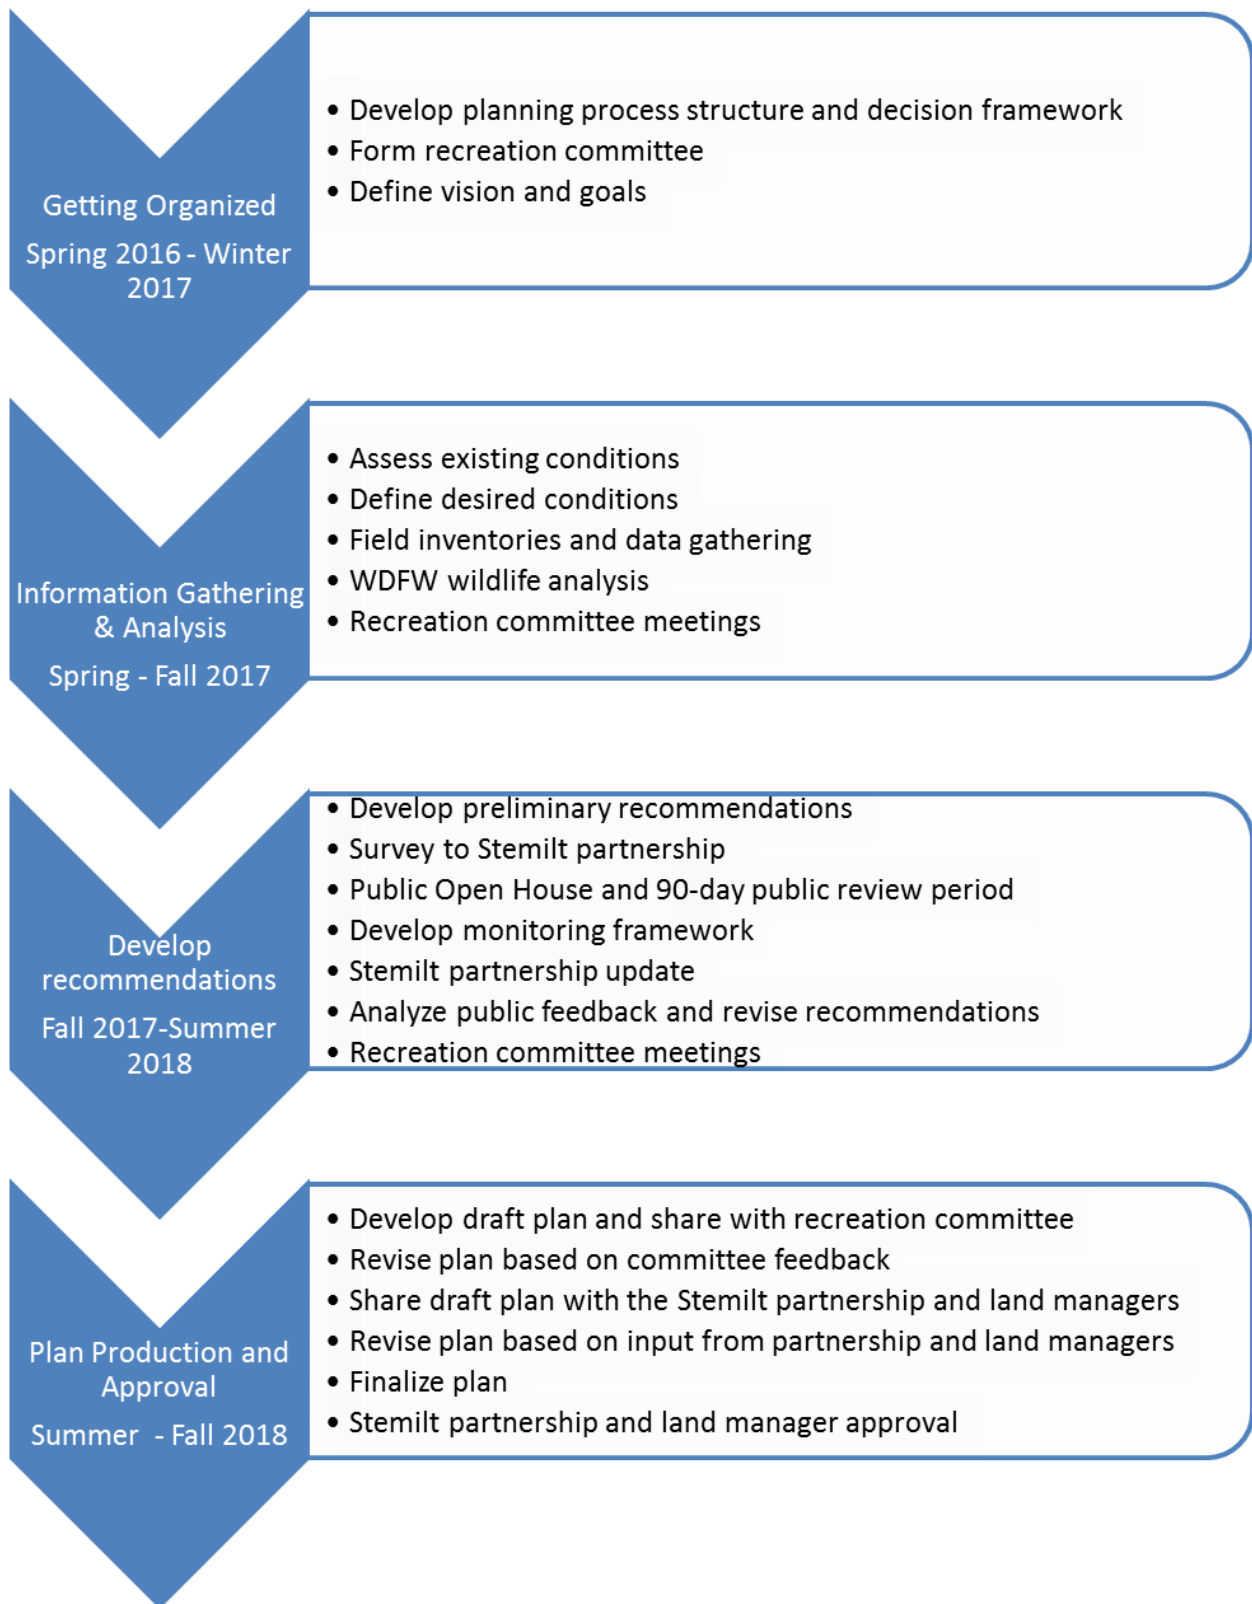 Getting Organized
Spring 2016 - Winter
2017
• Develop planning process structure and decision framework
• Form recreation committee
• Define vision and goals
Information Gathering
& Analysis
Spring - Fall 2017
• Assess existing conditions
• Define desired conditions
• Field inventories and data gathering
• WDFW wildlife analysis
• Recreation committee meetings
Develop
recommendations
Fall 2017-Summer
2018
• Develop preliminary recommendations
• Survey to Stemilt partnership
• Public Open House and 90-day public review period
• Develop monitoring framework
• Stemilt partnership update
• Analyze public feedback and revise recommendations
• Recreation committee meetings
Plan Production and
Approval
Summer  - Fall 2018
• Develop draft plan and share with recreation committee
• Revise plan based on committee feedback
• Share draft plan with the Stemilt partnership and land managers
• Revise plan based on input from partnership and land managers
• Finalize plan
• Stemilt partnership and land manager approval